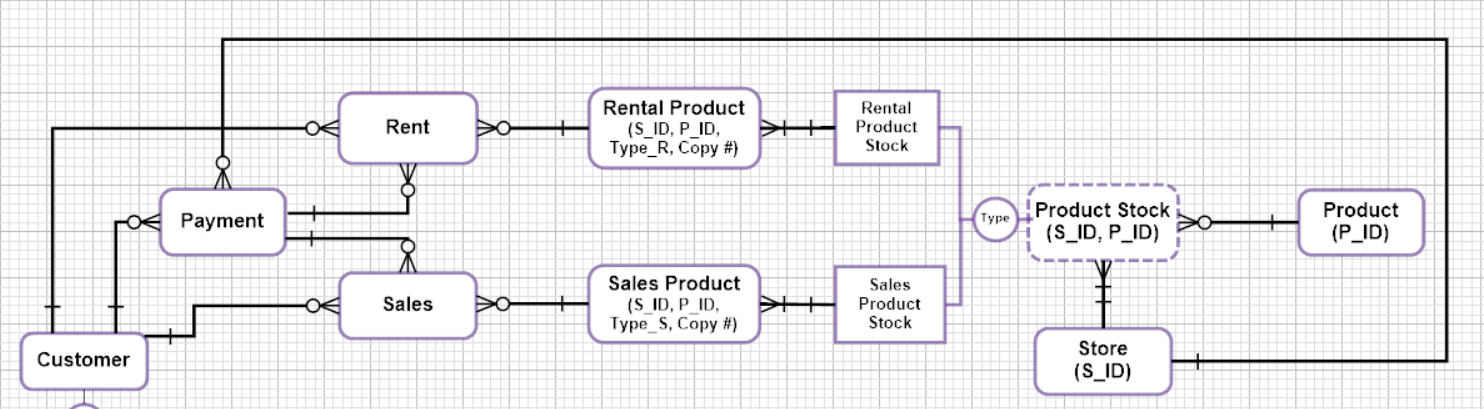 Rent
Rental Product
(S_ID, P_ID,
Type_R, Copy #)
Rental
Product
Stock
Payment
Type
Product Stock
(S_ID, P_ID)
Product
(P_ID)
Sales
Sales Product
(S_ID, P_ID,
Type_S, Copy #)
Sales
Product
Stock
Customer
Store
(S_ID)